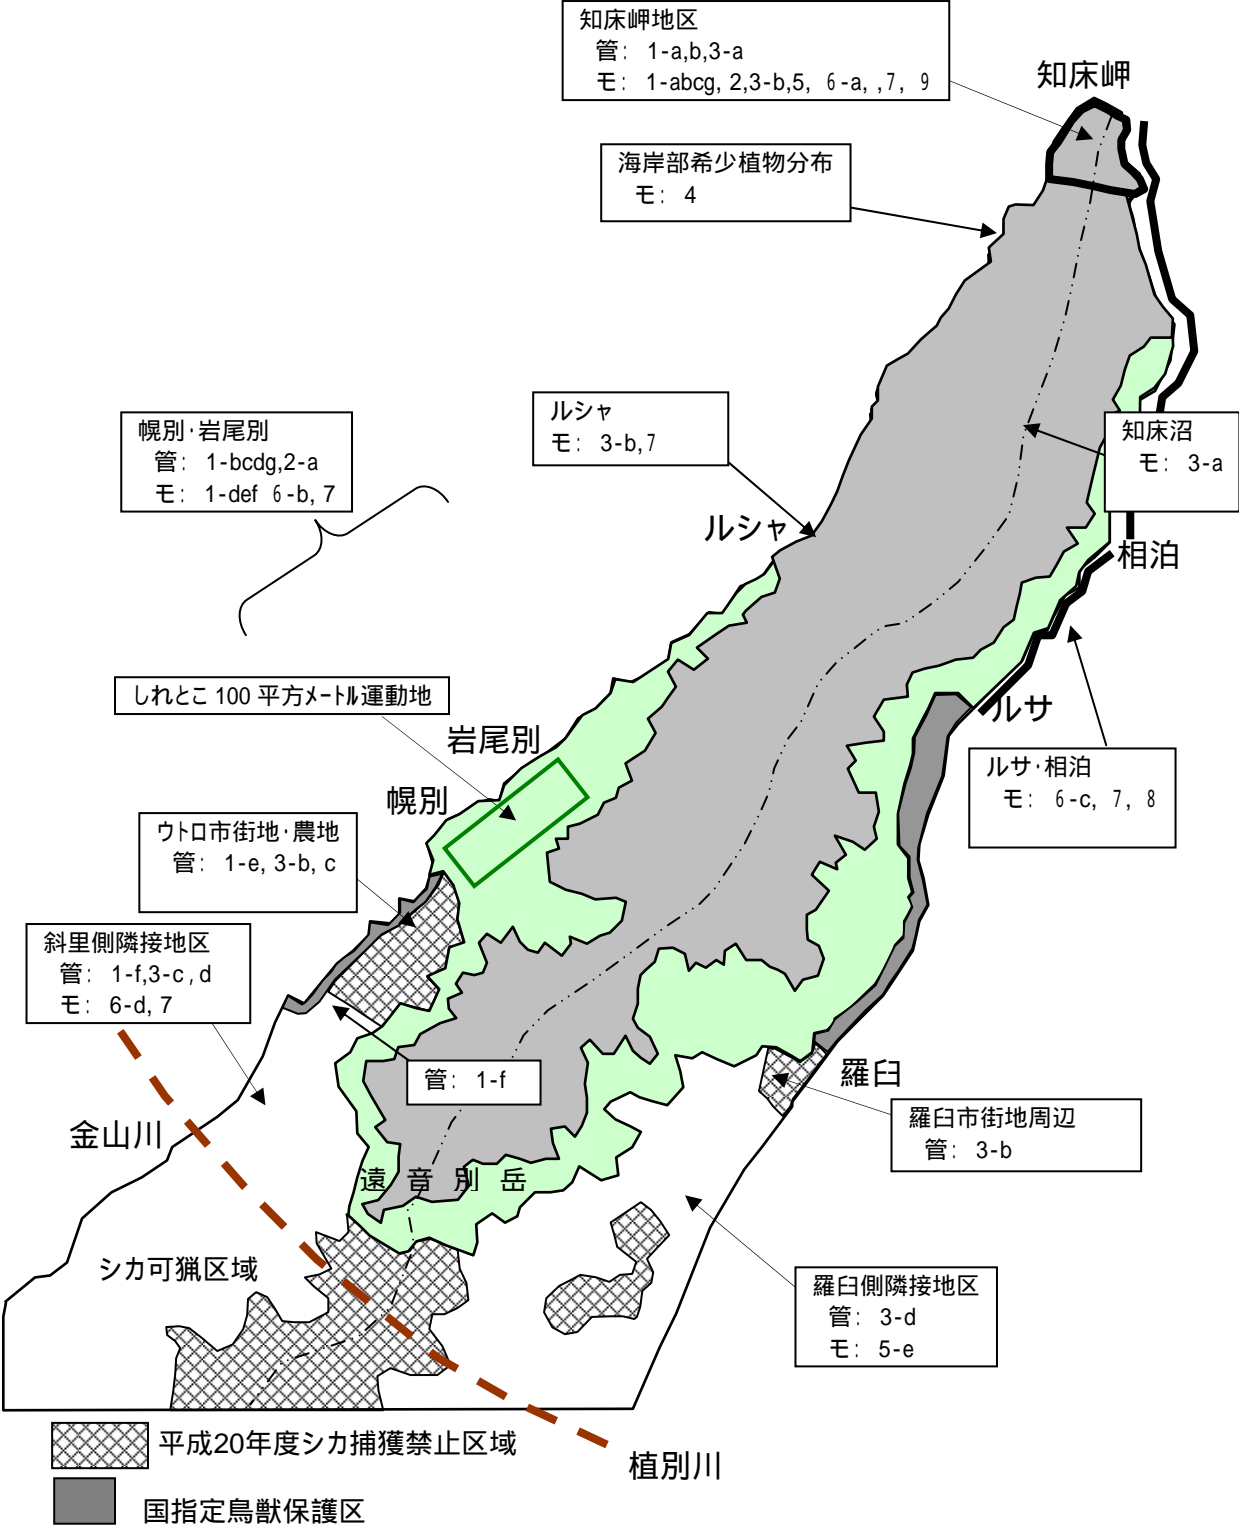 知床岬地区
管: 1-a,b,3-a
モ: 1-abcg, 2,3-b,5, 6-a, ,7, 9
知床岬
海岸部希少植物分布
モ: 4
ルシャ
モ: 3-b,7
幌別･岩尾別
管: 1-bcdg,2-a
モ: 1-def 6-b, 7
知床沼
モ: 3-a
ルシャ
相泊
しれとこ 100 平方メートル運動地
岩尾別
ルサ
ルサ･相泊
モ: 6-c, 7, 8
幌別
ウトロ市街地･農地
管: 1-e, 3-b, c
斜里側隣接地区
管: 1-f,3-c,d
モ: 6-d, 7
管: 1-f
羅臼
羅臼市街地周辺
管: 3-b
金山川
遠音別岳
シカ可猟区域
羅臼側隣接地区
管: 3-d
モ: 5-e
平成20年度シカ捕獲禁止区域
植別川
国指定鳥獣保護区